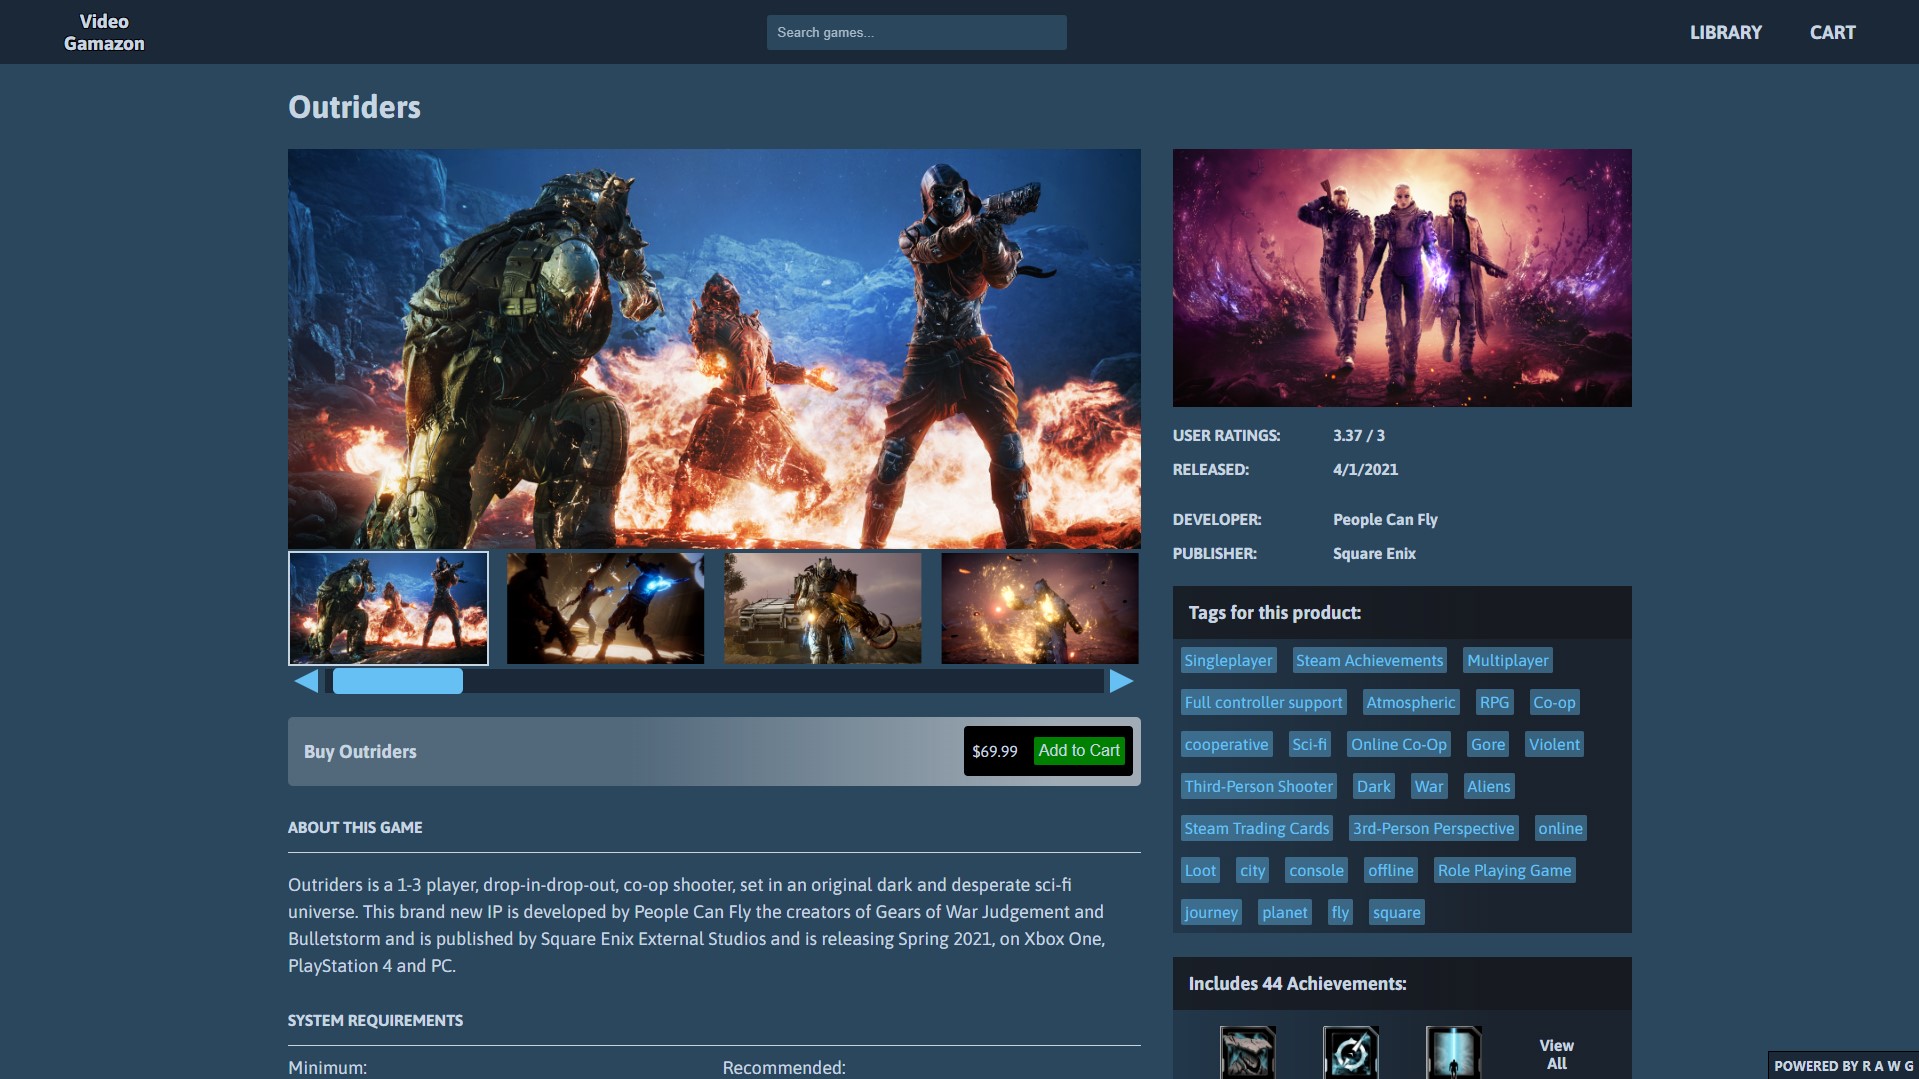 Video
Gamazon
Search games...
LIBRARY
CART
Outriders
USER RATINGS: 3.37 / 3
RELEASED: 4/1/2021
DEVELOPER: People Can Fly
PUBLISHER: Square Enix
Tags for this product:
Singleplayer Steam Achievements Multiplayer
Full controller support Atmospheric RPG Co-op
cooperative Sci-fi Online Co-Op Gore Violent
Third-Person Shooter Dark War Aliens
Steam Trading Cards 3rd-Person Perspective online
Loot city console offline Role Playing Game
journey planet fly square
Includes 44 Achievements:
View
All
Buy Outriders
$69.99 Add to Cart
ABOUT THIS GAME
Outriders is a 1-3 player, drop-in-drop-out, co-op shooter, set in an original dark and desperate sci-fi
universe. This brand new IP is developed by People Can Fly the creators of Gears of War Judgement and
Bulletstorm and is published by Square Enix External Studios and is releasing Spring 2021, on Xbox One,
PlayStation 4 and PC.
SYSTEM REQUIREMENTS
Minimum: Recommended:
POWERED BY R A W G